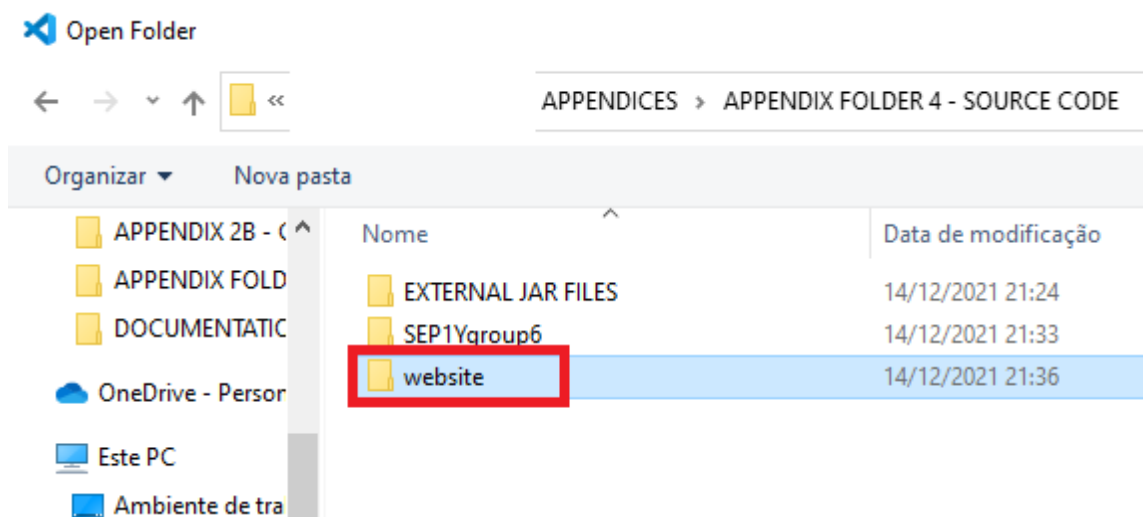 Open Folder
« APPENDICES › APPENDIX FOLDER 4 - SOURCE CODE
Organizar Nova pasta
APPENDIX 2B - (
APPENDIX FOLD
DOCUMENTATIC
OneDrive - Person
Este PC
Ambiente de tra
Nome Data de modificação
EXTERNAL JAR FILES 14/12/2021 21:24
SEP1Ygroup6 14/12/2021 21:33
website 14/12/2021 21:36